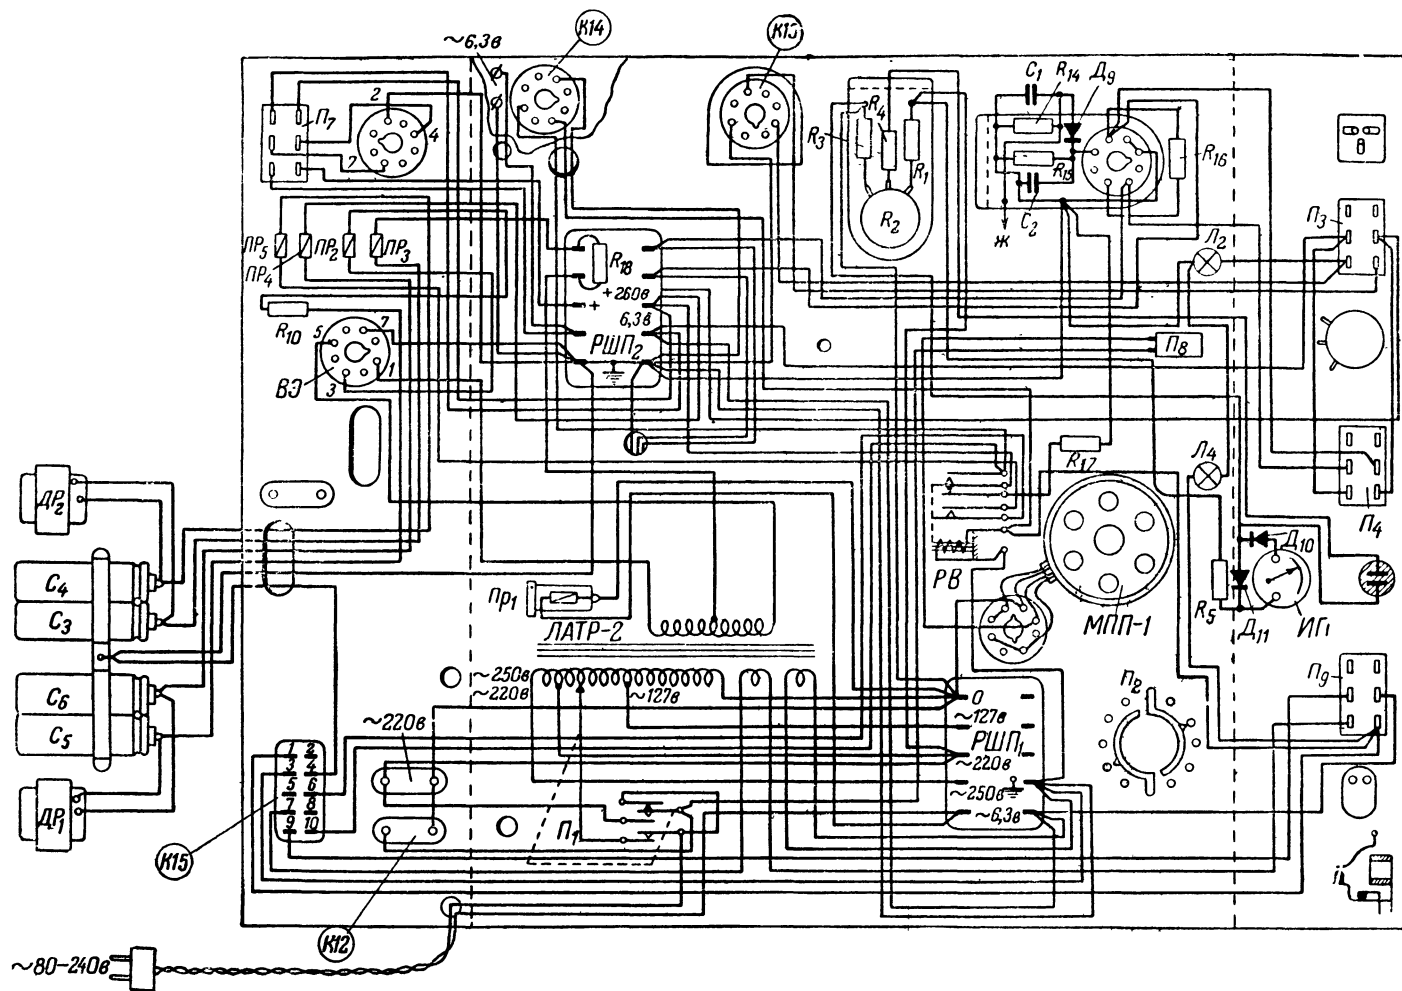 К14
К13
~6,3в
П7
2
4
7
C1
R14
Д9
R4
R3
R1
R2
R15
C2
Ж
R16
П3
Л2
ПР5
ПР4
ПР2
ПР3
R18
+260в
+
6,3в
РШП2
R10
5
7
1
3
ВЭ
П8
Л4
R17
П4
ДР2
C4
C3
C6
C5
ДР1
Пр1
ЛАТР-2
РВ
МПП-1
R5
Д10
Д11
ИГ1
~250в
~220в
~127в
~220в
О
~127в
РШП1
~220в
~250в
~6,3в
П2
П9
1 2
3 4
5 6
7 8
9 10
П1
К15
К12
~80-240в